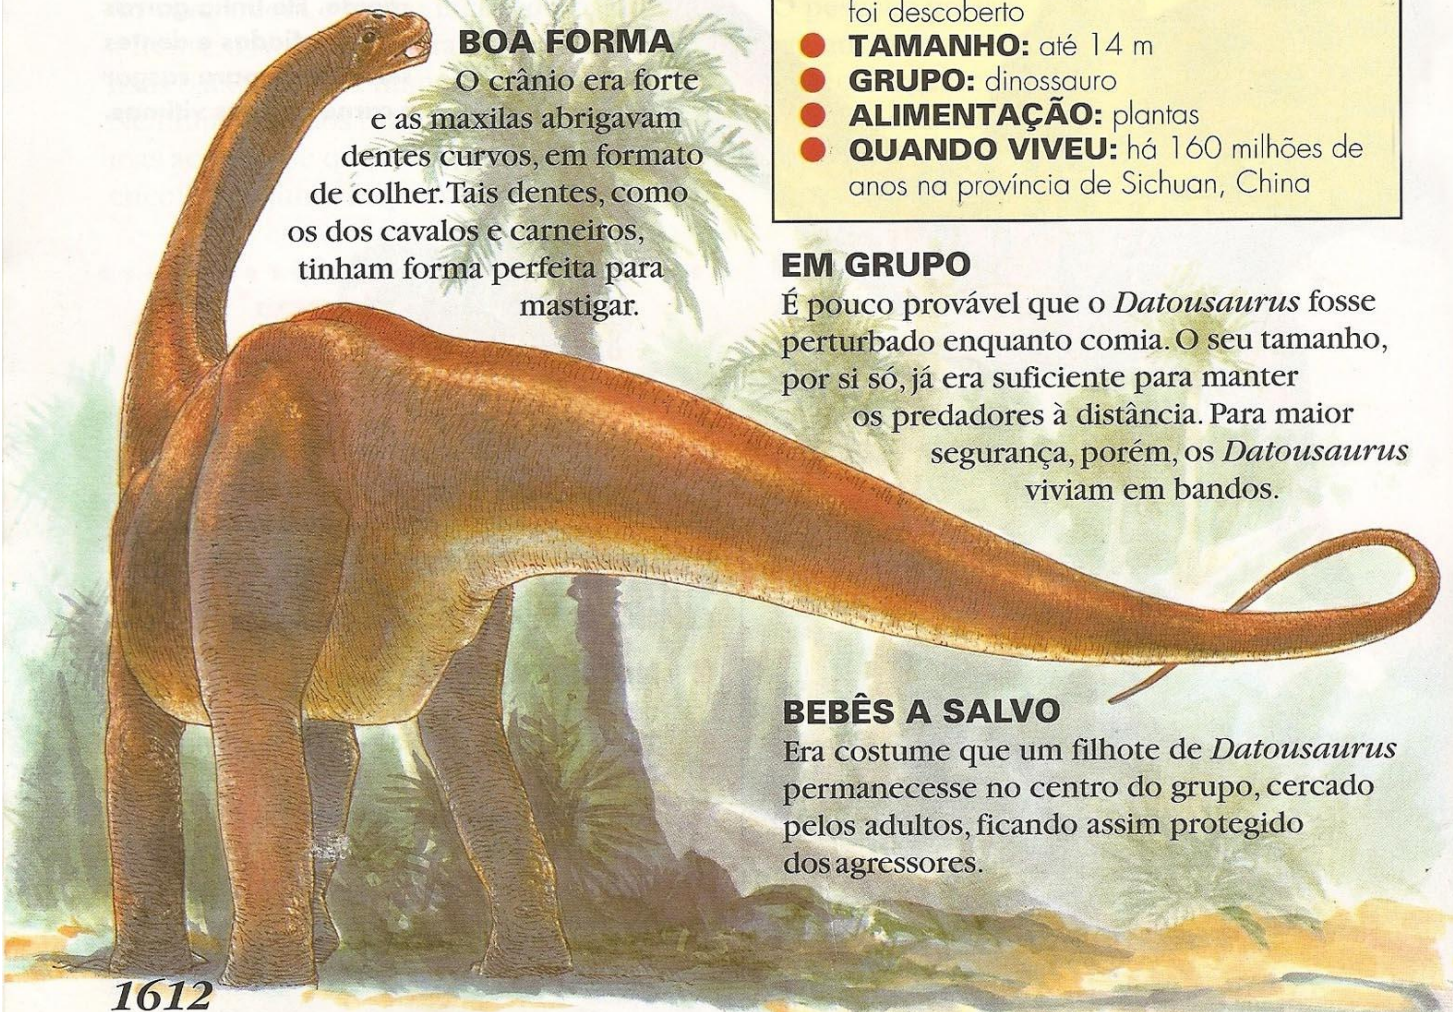 BOA FORMA
O crânio era forte
e as maxilas abrigavam
dentes curvos, em formato
de colher. Tais dentes, como
os dos cavalos e carneiros,
tinham forma perfeita para
mastigar.
foi descoberto
● TAMANHO: até 14 m
● GRUPO: dinossauro
● ALIMENTAÇÃO: plantas
● QUANDO VIVEU: há 160 milhões de
anos na província de Sichuan, China
EM GRUPO
É pouco provável que o Datousaurus fosse
perturbado enquanto comia. O seu tamanho,
por si só, já era suficiente para manter
os predadores à distância. Para maior
segurança, porém, os Datousaurus
viviam em bandos.
BEBÊS A SALVO
Era costume que um filhote de Datousaurus
permanecesse no centro do grupo, cercado
pelos adultos, ficando assim protegido
dos agressores.
1612